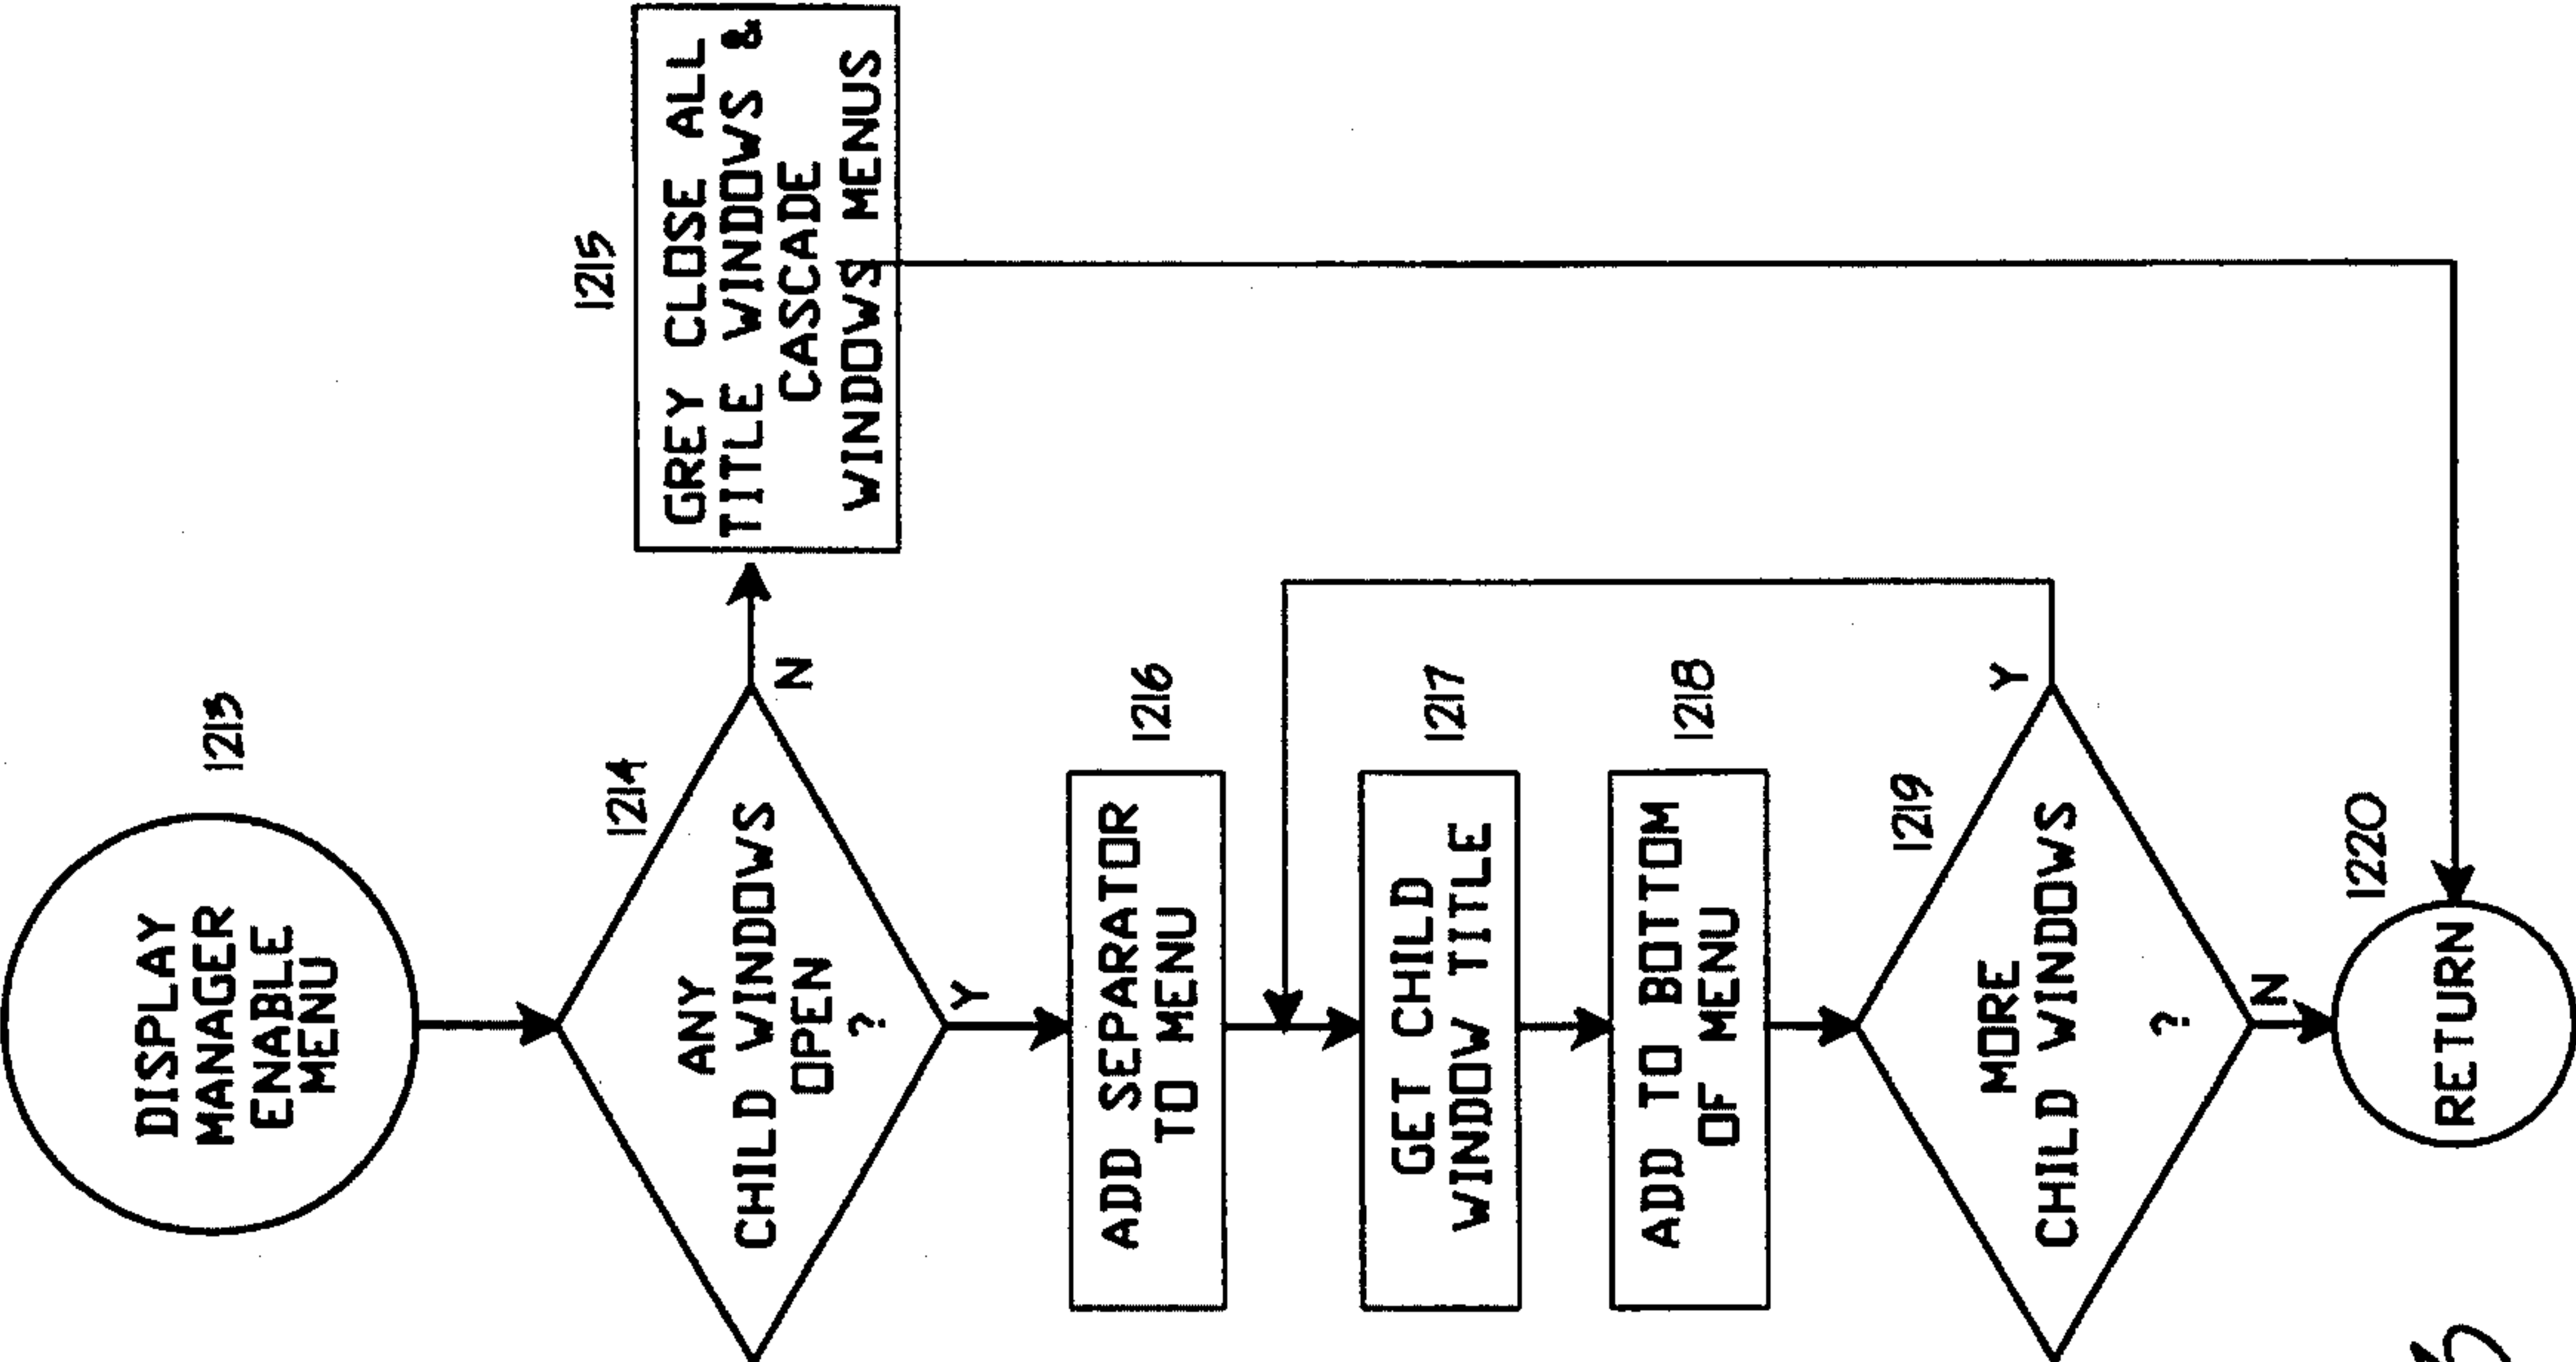 DISPLAY
MANAGER
ENABLE
MENU
1213
1214
ANY
CHILD WINDOWS
OPEN
?
N
Y
1215
GREY CLOSE ALL
TITLE WINDOWS &
CASCADE
WINDOWS MENUS
1216
ADD SEPARATOR
TO MENU
1217
GET CHILD
WINDOW TITLE
1218
ADD TO BOTTOM
OF MENU
1219
MORE
CHILD WINDOWS
?
Y
N
1220
RETURN